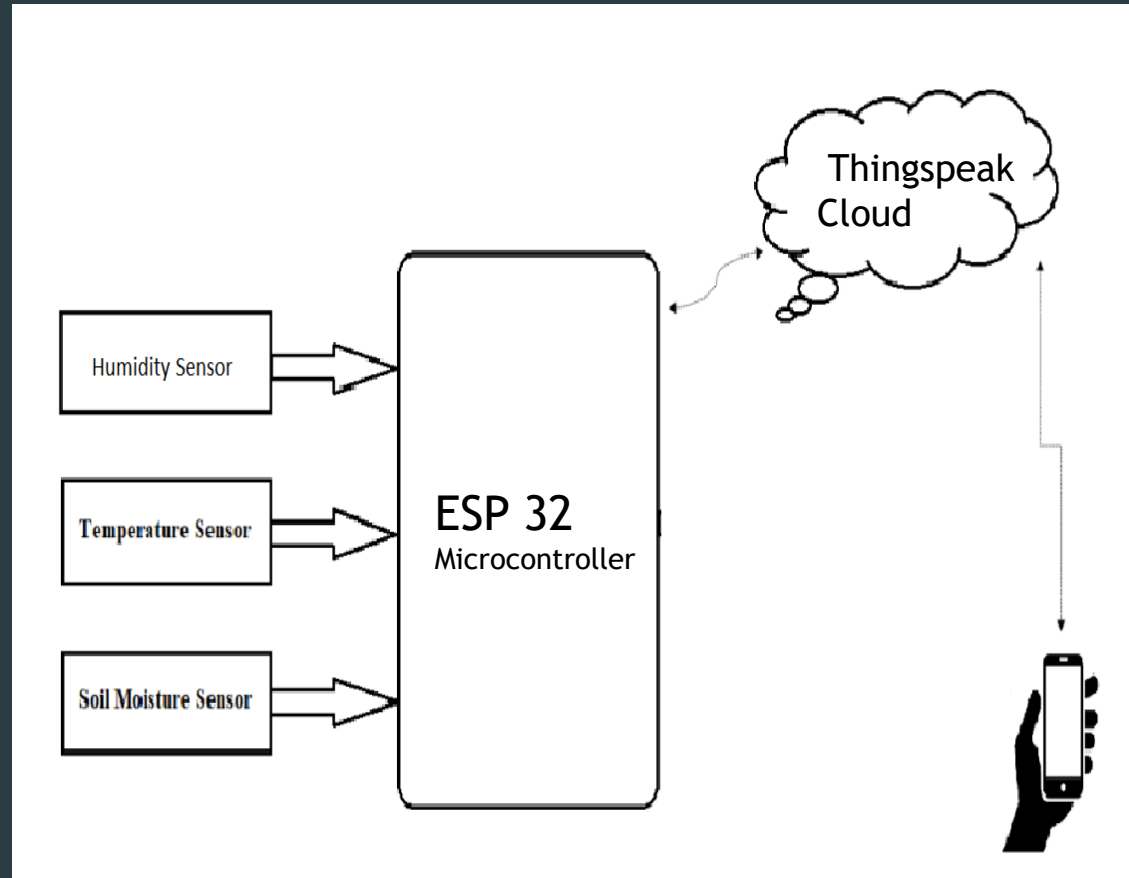 Thingspeak
Cloud
Humidity Sensor
Temperature Sensor
Soil Moisture Sensor
ESP 32
Microcontroller